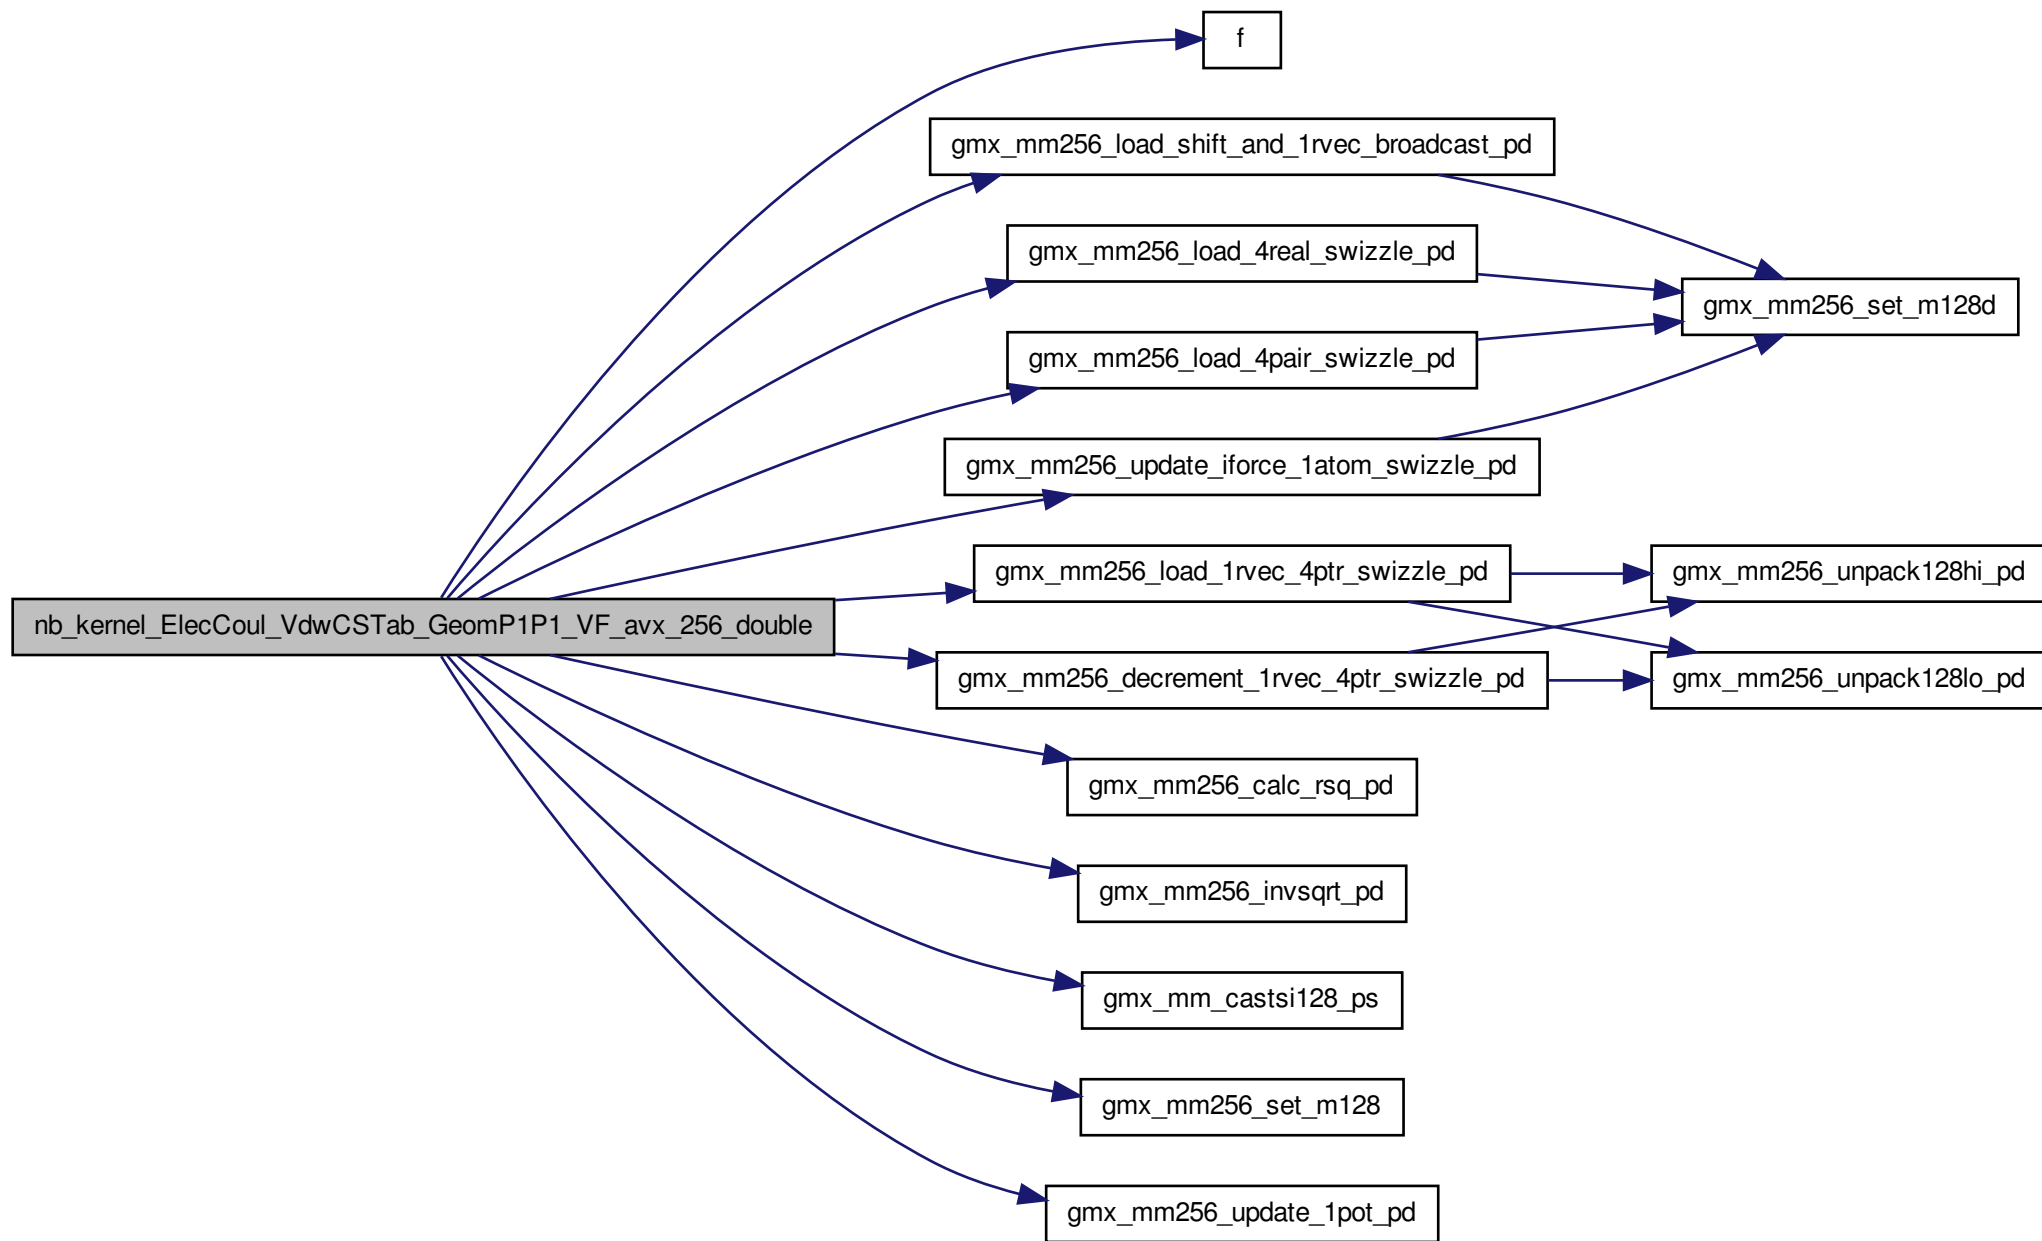 f
gmx_mm256_load_shift_and_1rvec_broadcast_pd
gmx_mm256_load_4real_swizzle_pd
gmx_mm256_set_m128d
gmx_mm256_load_4pair_swizzle_pd
gmx_mm256_update_iforce_1atom_swizzle_pd
gmx_mm256_load_1rvec_4ptr_swizzle_pd
gmx_mm256_unpack128hi_pd
nb_kernel_ElecCoul_VdwCSTab_GeomP1P1_VF_avx_256_double
gmx_mm256_decrement_1rvec_4ptr_swizzle_pd
gmx_mm256_unpack128lo_pd
gmx_mm256_calc_rsq_pd
gmx_mm256_invsqrt_pd
gmx_mm_castsi128_ps
gmx_mm256_set_m128
gmx_mm256_update_1pot_pd